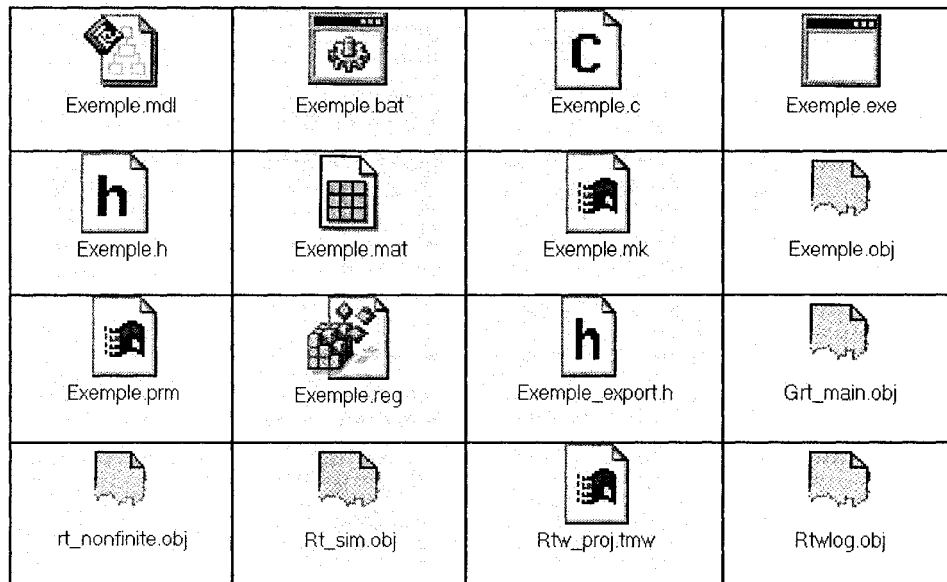 Exemple.mdl
Exemple.bat
C
Exemple.c
Exemple.exe
h
Exemple.h
Exemple.mat
Exemple.mk
Exemple.obj
Exemple.prm
Exemple.reg
h
Exemple_export.h
Grt_main.obj
rt_nonfinite.obj
Rt_sim.obj
Rtw_proj.tmw
Rtwlog.obj